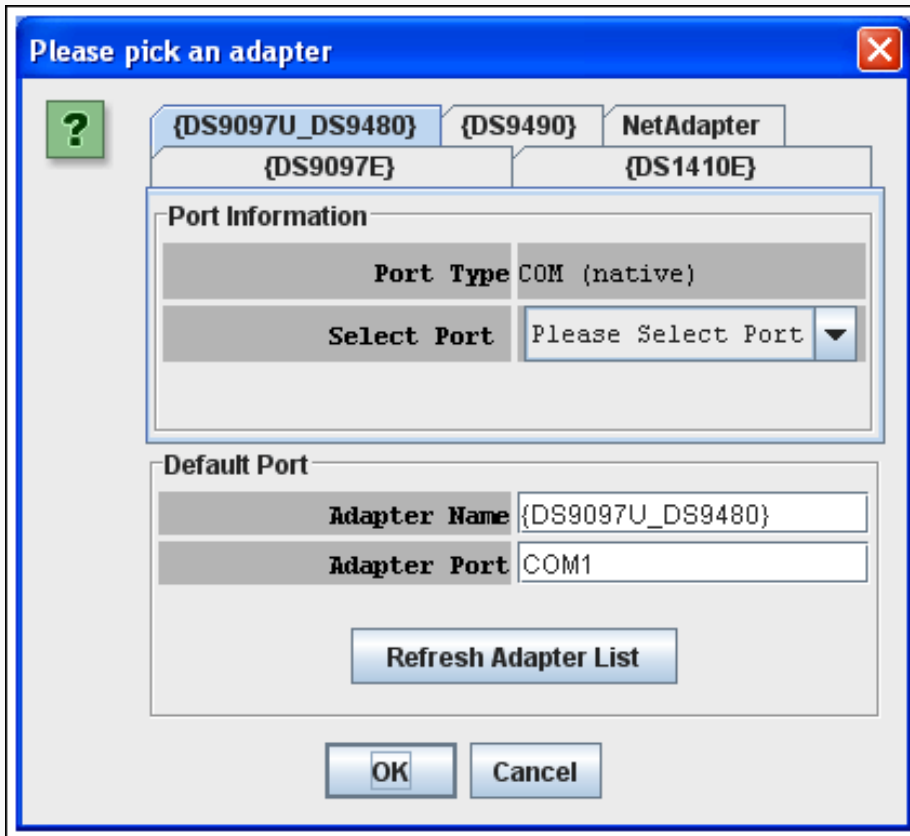 Please pick an adapter
?
{DS9097U_DS9480} {DS9490} NetAdapter
{DS9097E} {DS1410E}
Port Information
Port Type COM (native)
Select Port Please Select Port
Default Port
Adapter Name {DS9097U_DS9480}
Adapter Port COM1
Refresh Adapter List
OK Cancel